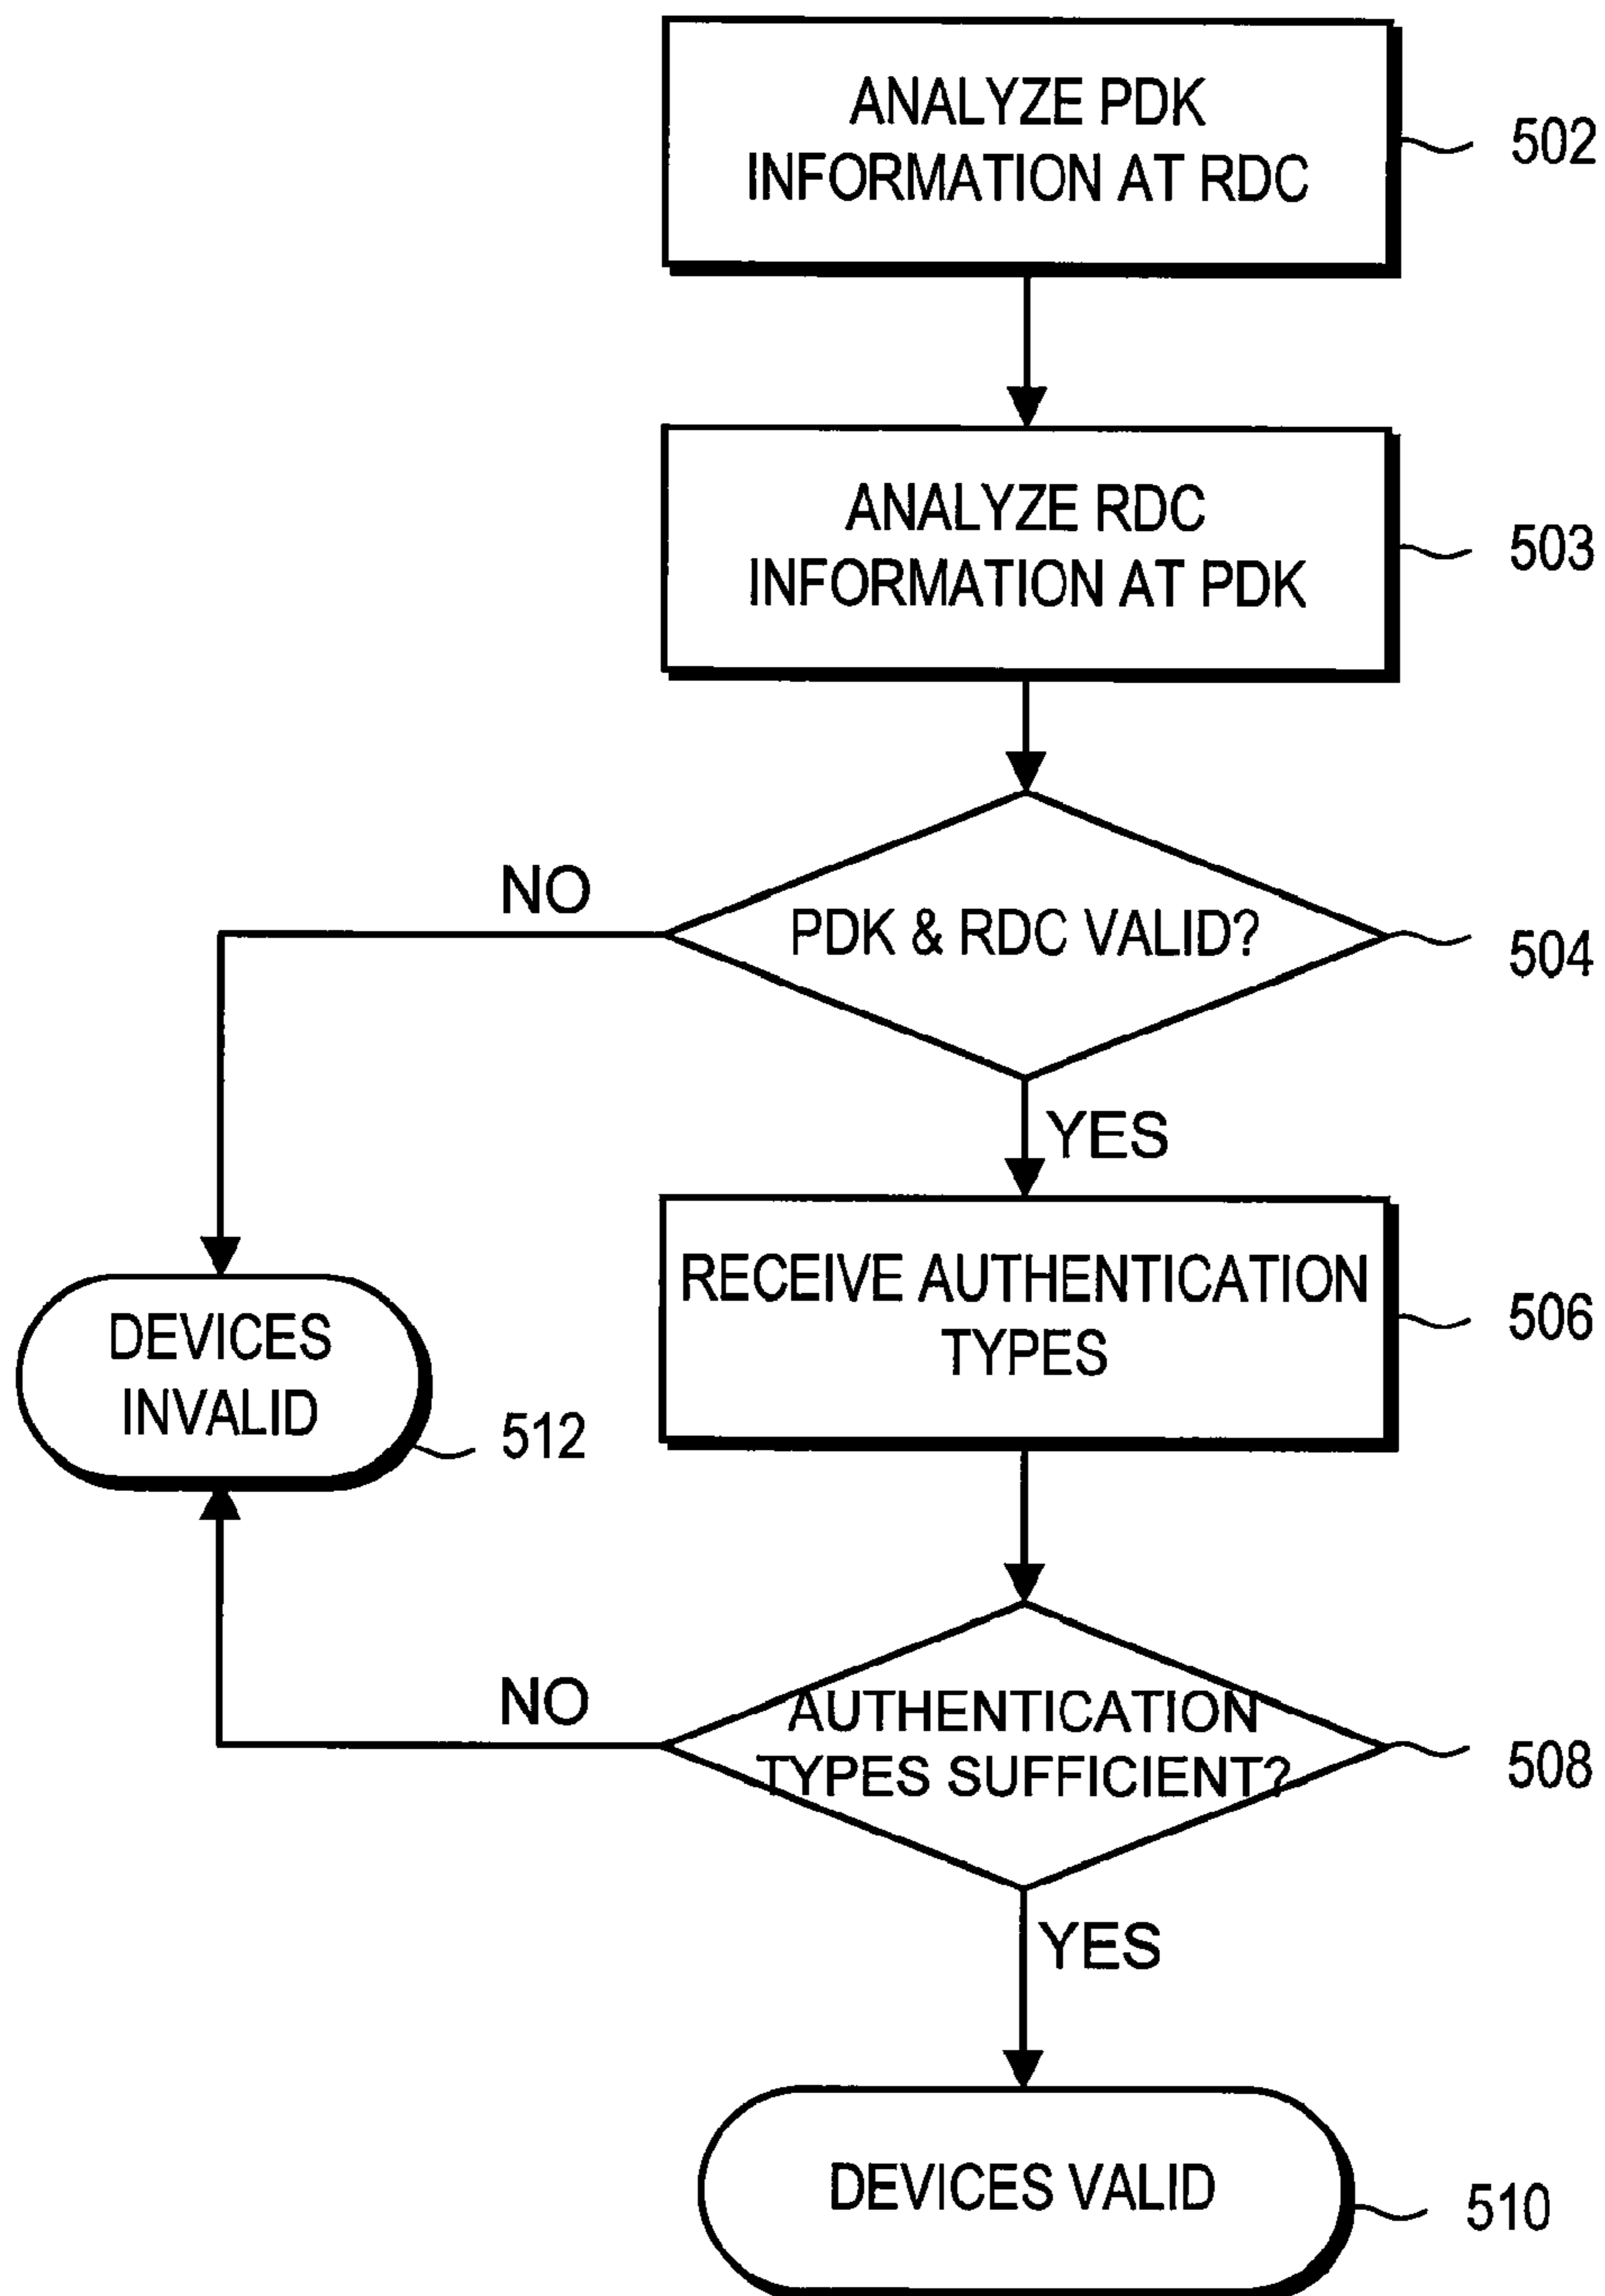 ANALYZE PDK
INFORMATION AT RDC
502
ANALYZE RDC
INFORMATION AT PDK
503
NO
PDK & RDC VALID?
504
YES
RECEIVE AUTHENTICATION
TYPES
506
DEVICES
INVALID
512
NO
AUTHENTICATION
TYPES SUFFICIENT?
508
YES
DEVICES VALID
510